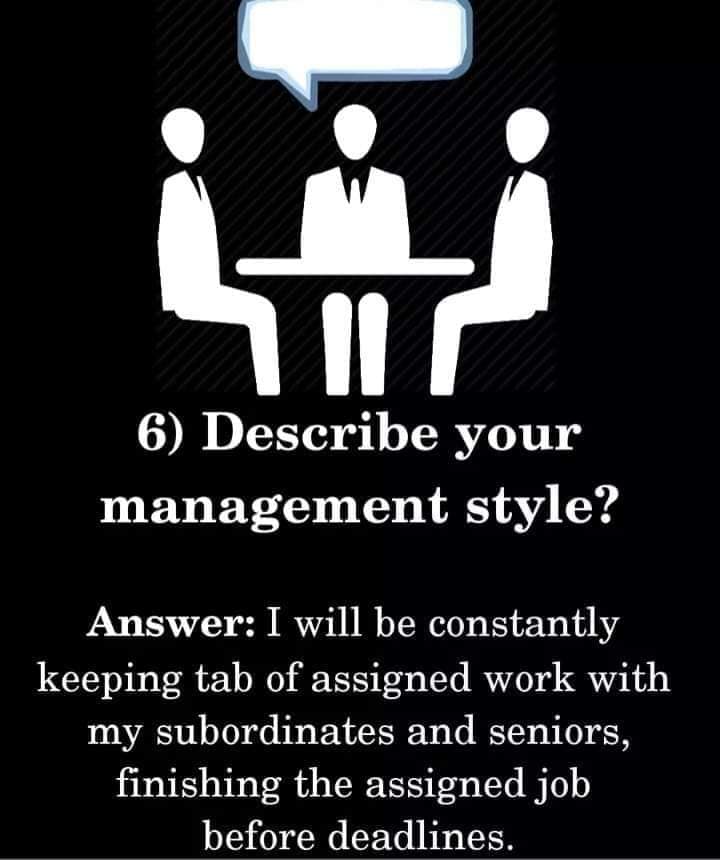 6) Describe your
management style?
Answer: I will be constantly
keeping tab of assigned work with
my subordinates and seniors,
finishing the assigned job
before deadlines.